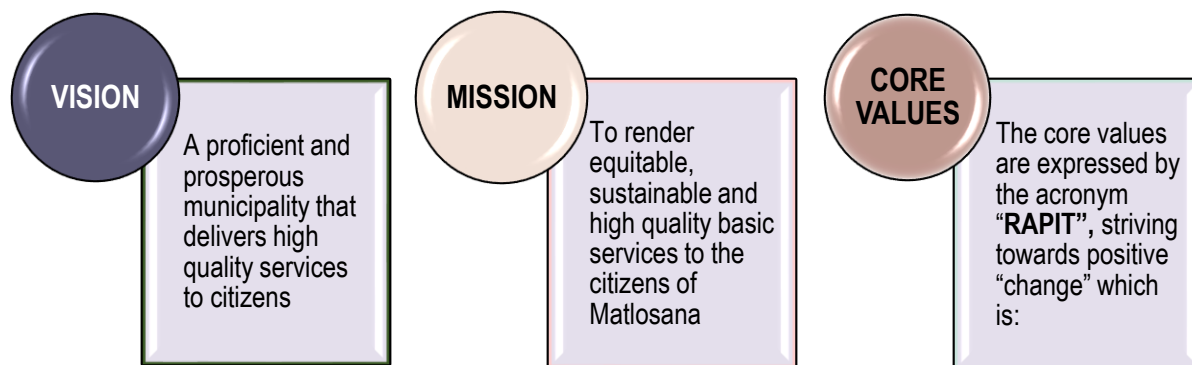 VISION
A proficient and
prosperous
municipality that
delivers high
quality services
to citizens
MISSION
To render
equitable,
sustainable and
high quality basic
services to the
citizens of
Matlosana
CORE
VALUES
The core values
are expressed by
the acronym
“RAPIT”, striving
towards positive
“change” which
is: